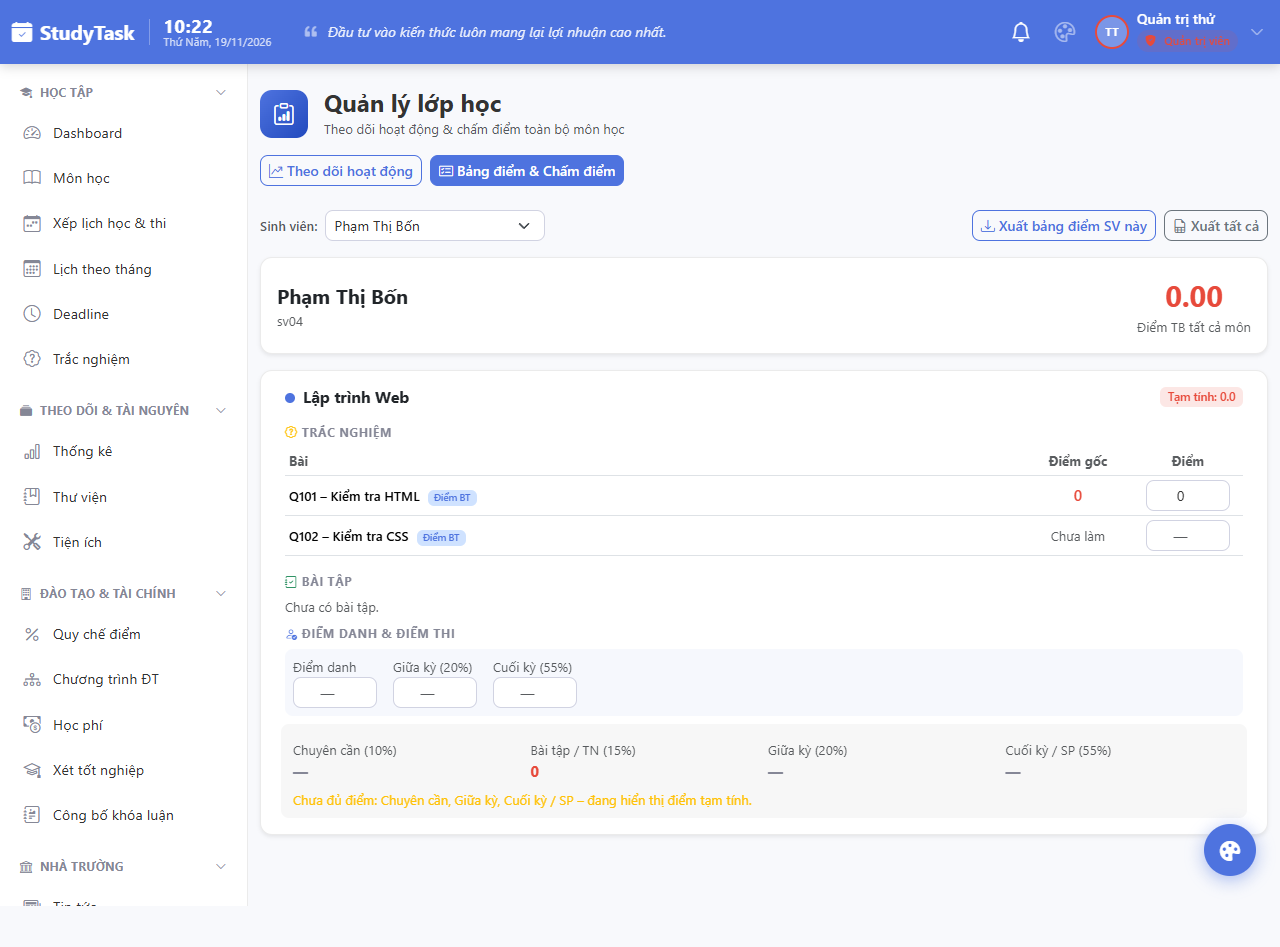 StudyTask
10:22
Thứ Năm, 19/11/2026
Đầu tư vào kiến thức luôn mang lại lợi nhuận cao nhất.
TT
Quản trị thử
Quản trị viên
HỌC TẬP
Dashboard
Môn học
Xếp lịch học & thi
Lịch theo tháng
Deadline
Trắc nghiệm
THEO DÕI & TÀI NGUYÊN
Thống kê
Thư viện
Tiện ích
ĐÀO TẠO & TÀI CHÍNH
Quy chế điểm
Chương trình ĐT
Học phí
Xét tốt nghiệp
Công bố khóa luận
NHÀ TRƯỜNG
Tin tức
Quản lý lớp học
Theo dõi hoạt động & chấm điểm toàn bộ môn học
Theo dõi hoạt động
Bảng điểm & Chấm điểm
Sinh viên: Phạm Thị Bốn
Xuất bảng điểm SV này
Xuất tất cả
Phạm Thị Bốn
sv04
0.00
Điểm TB tất cả môn
Lập trình Web
Tạm tính: 0.0
TRẮC NGHIỆM
Bài Điểm gốc Điểm
Q101 – Kiểm tra HTML Điểm BT 0 0
Q102 – Kiểm tra CSS Điểm BT Chưa làm —
BÀI TẬP
Chưa có bài tập.
ĐIỂM DANH & ĐIỂM THI
Điểm danh Giữa kỳ (20%) Cuối kỳ (55%)
— — —
Chuyên cần (10%) Bài tập / TN (15%) Giữa kỳ (20%) Cuối kỳ / SP (55%)
— 0 — —
Chưa đủ điểm: Chuyên cần, Giữa kỳ, Cuối kỳ / SP – đang hiển thị điểm tạm tính.